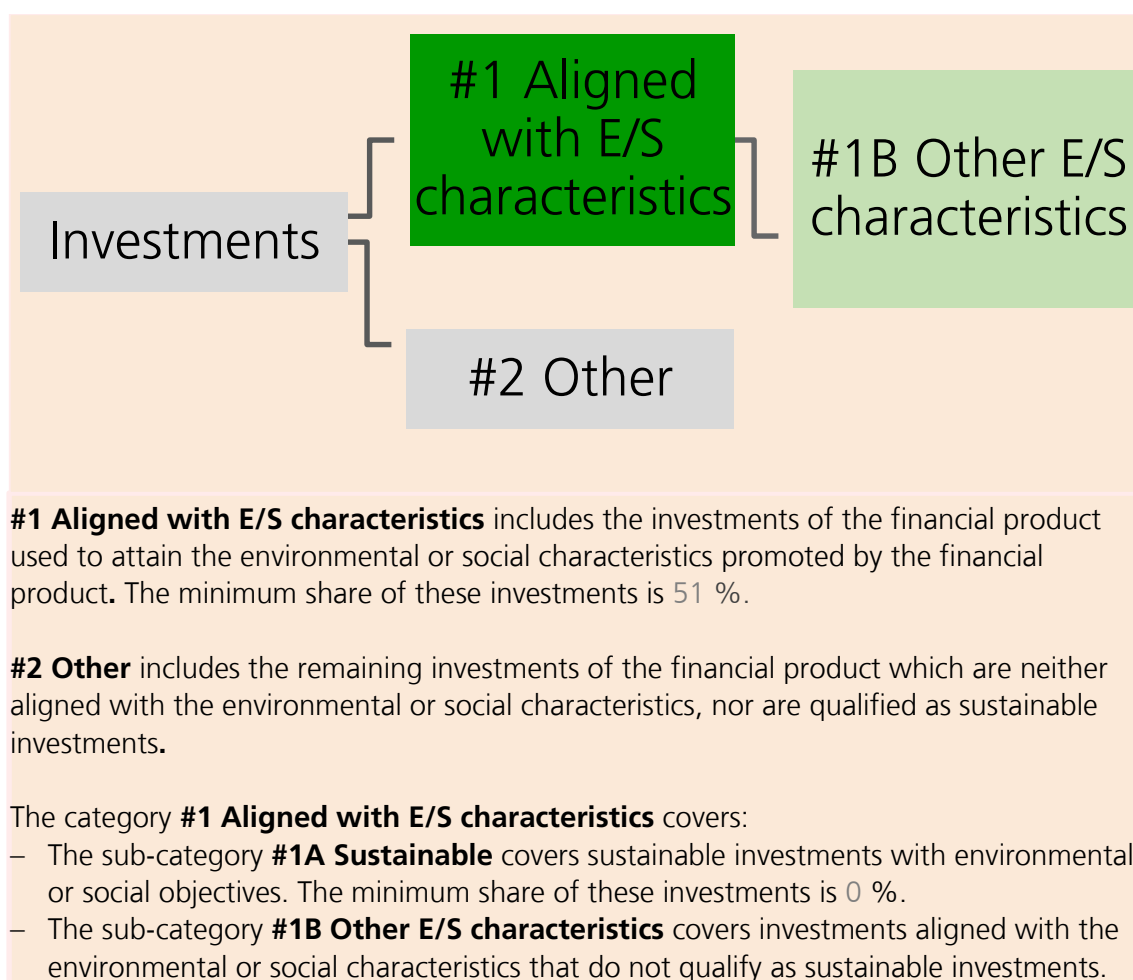 #1 Aligned
with E/S
characteristics
#1B Other E/S
characteristics
Investments
#2 Other
#1 Aligned with E/S characteristics includes the investments of the financial product
used to attain the environmental or social characteristics promoted by the financial
product. The minimum share of these investments is 51 %.
#2 Other includes the remaining investments of the financial product which are neither
aligned with the environmental or social characteristics, nor are qualified as sustainable
investments.
The category #1 Aligned with E/S characteristics covers:
– The sub-category #1A Sustainable covers sustainable investments with environmental
or social objectives. The minimum share of these investments is 0 %.
– The sub-category #1B Other E/S characteristics covers investments aligned with the
environmental or social characteristics that do not qualify as sustainable investments.